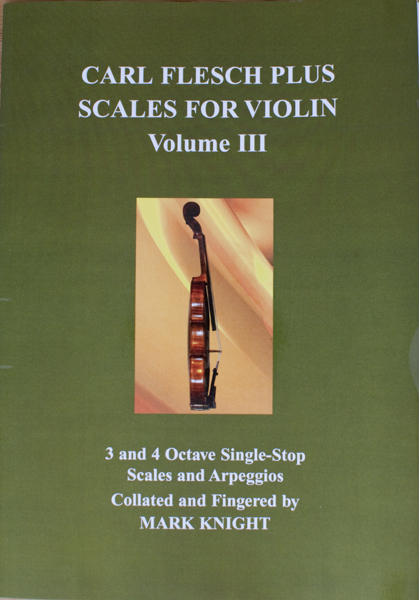 CARL FLESCH PLUS
SCALES FOR VIOLIN
Volume III
3 and 4 Octave Single-Stop
Scales and Arpeggios
Collated and Fingered by
MARK KNIGHT